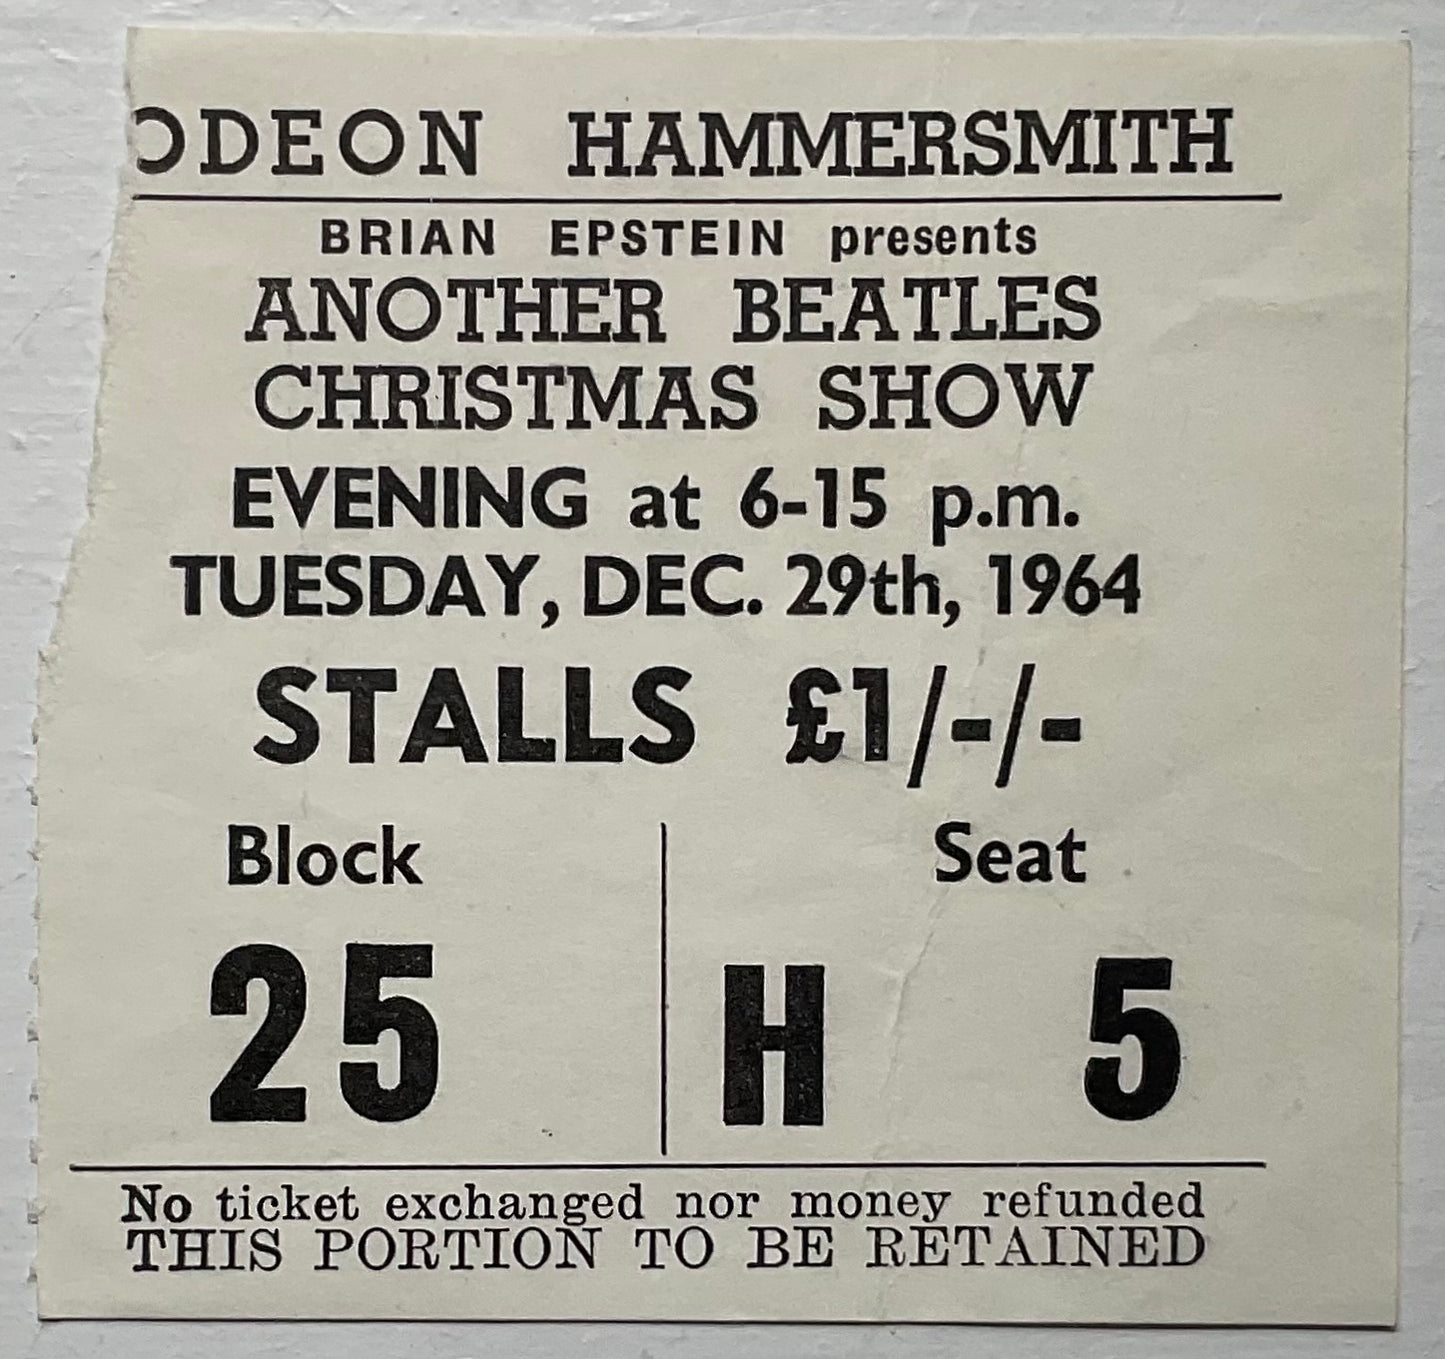 ODEON HAMMERSMITH
BRIAN EPSTEIN presents
ANOTHER BEATLES
CHRISTMAS SHOW
EVENING at 6-15 p.m.
TUESDAY, DEC. 29th, 1964
STALLS £1/-/-
Block Seat
25 H 5
No ticket exchanged nor money refunded
THIS PORTION TO BE RETAINED